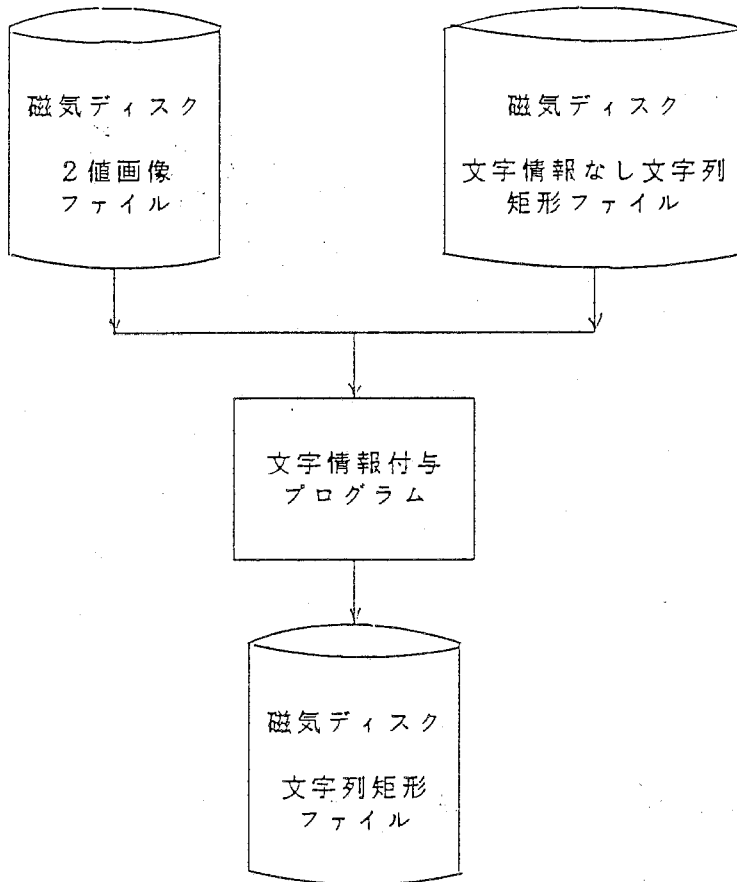 磁気ディスク
2値画像
ファイル
磁気ディスク
文字情報なし文字列
矩形ファイル
文字情報付与
プログラム
磁気ディスク
文字列矩形
ファイル